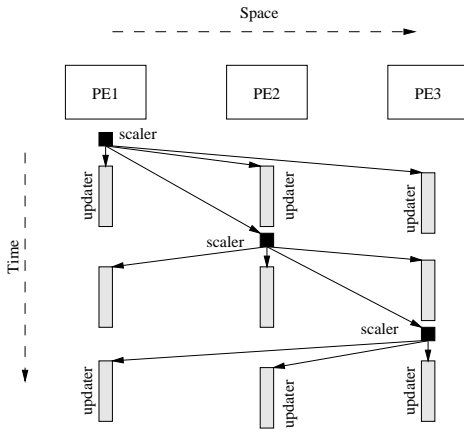 Space
PE1 PE2 PE3
scaler
updater updater updater
scaler
Time
scaler
updater updater updater